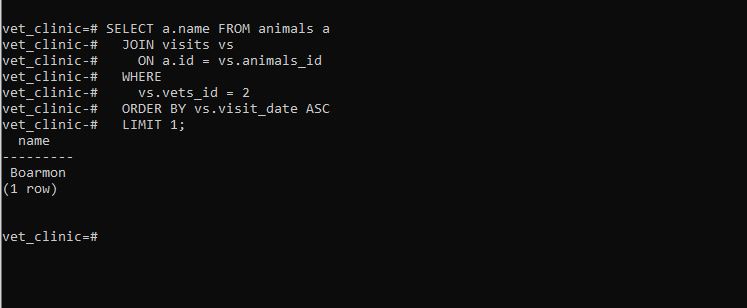 vet_clinic=# SELECT a.name FROM animals a
vet_clinic-#   JOIN visits vs
vet_clinic-#     ON a.id = vs.animals_id
vet_clinic-#   WHERE
vet_clinic-#     vs.vets_id = 2
vet_clinic-#   ORDER BY vs.visit_date ASC
vet_clinic-#   LIMIT 1;
  name
---------
 Boarmon
(1 row)
vet_clinic=#